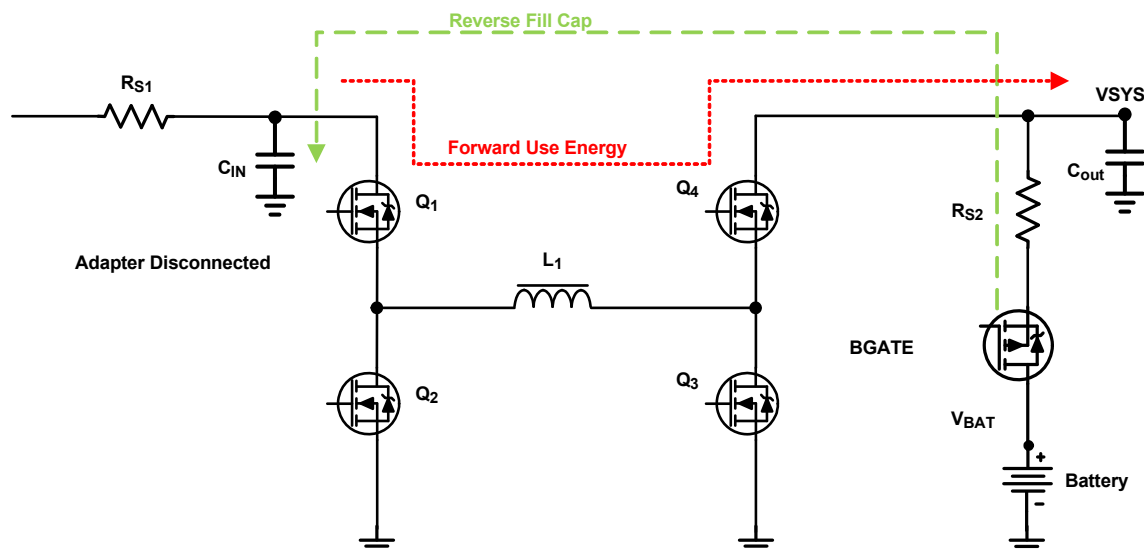 Reverse Fill Cap
RS1
VSYS
CIN
Forward Use Energy
Cout
Q1
Q4
RS2
Adapter Disconnected
L1
BGATE
Q2
Q3
VBAT
+
Battery
-